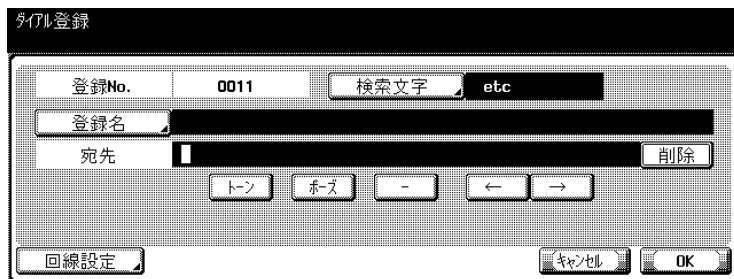 ﾀﾞｲｱﾙ登録
登録No. 0011 検索文字 etc
登録名
宛先 削除
ﾄｰﾝ ﾎﾟｰｽﾞ - ← →
回線設定 ｷｬﾝｾﾙ OK